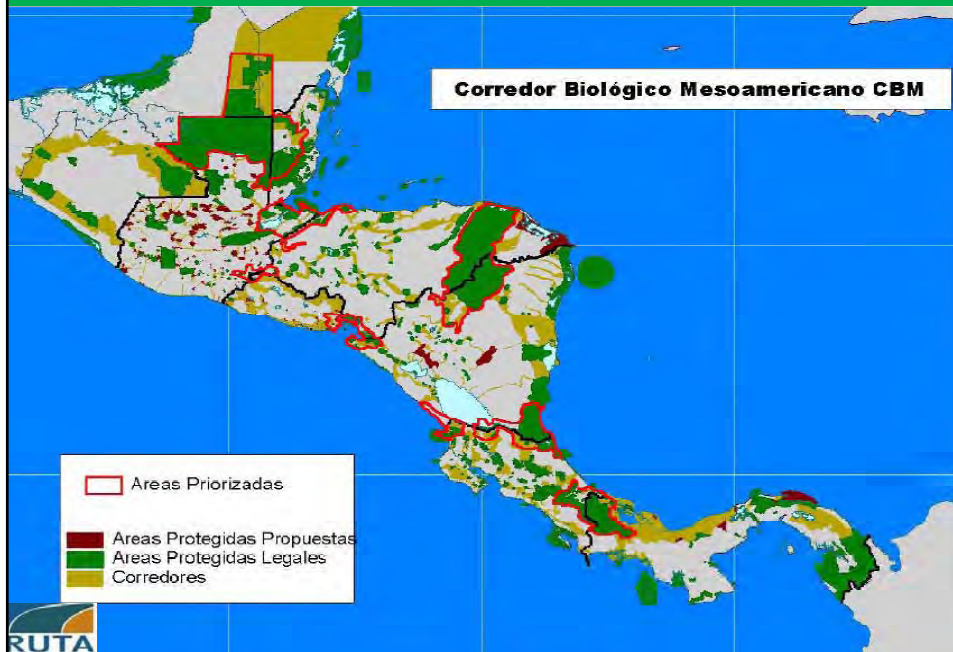 Corredor Biológico Mesoamericano CBM
Areas Priorizadas
Areas Protegidas Propuestas
Areas Protegidas Legales
Corredores
RUTA